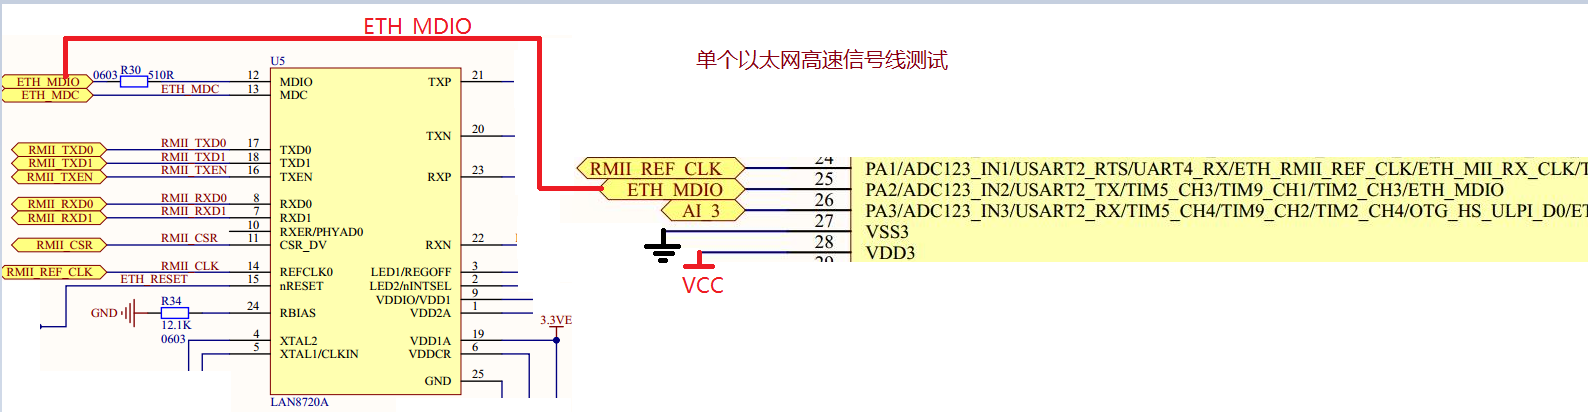 ETH MDIO
单个以太网高速信号线测试
U5
ETH_MDIO 0603 R30 510R 12 MDIO TXP 21
ETH_MDC ETH_MDC 13 MDC
TXN 20
RMII_TXD0 RMII_TXD0 17 TXD0
RMII_TXD1 RMII_TXD1 18 TXD1
RMII_TXEN RMII_TXEN 16 TXEN RXP 23
RMII_RXD0 RMII_RXD0 8 RXD0
RMII_RXD1 RMII_RXD1 7 RXD1
10 RXER/PHYAD0
RMII_CSR RMII_CSR 11 CSR_DV RXN 22
RMII_REF_CLK RMII_CLK 14 REFCLK0 LED1/REGOFF 3
ETH_RESET 15 nRESET LED2/nINTSEL 2
VDDIO/VDD1 9
GND R34 24 RBIAS VDD2A 1
12.1K
0603
3.3VE
4 XTAL2 VDD1A 19
5 XTAL1/CLKIN VDDCR 6
GND 25
LAN8720A
RMII_REF_CLK 24 PA1/ADC123_IN1/USART2_RTS/UART4_RX/ETH_RMII_REF_CLK/ETH_MII_RX_CLK/T
ETH_MDIO 25 PA2/ADC123_IN2/USART2_TX/TIM5_CH3/TIM9_CH1/TIM2_CH3/ETH_MDIO
AI_3 26 PA3/ADC123_IN3/USART2_RX/TIM5_CH4/TIM9_CH2/TIM2_CH4/OTG_HS_ULPI_D0/ET
27 VSS3
28 VDD3
VCC